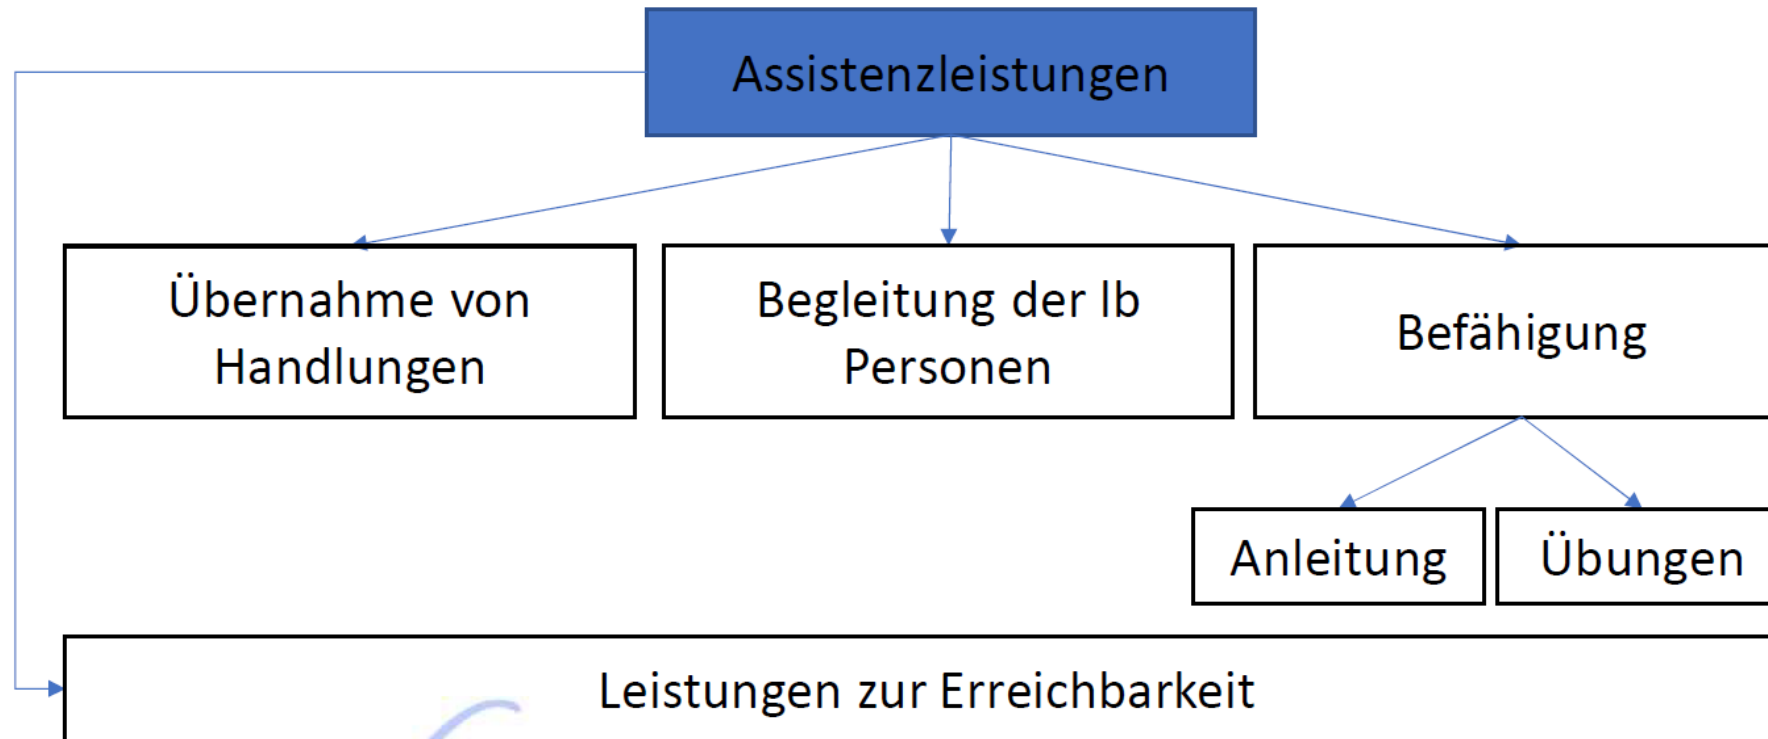 Assistenzleistungen
Übernahme von
Handlungen
Begleitung der lb
Personen
Befähigung
Anleitung
Übungen
Leistungen zur Erreichbarkeit